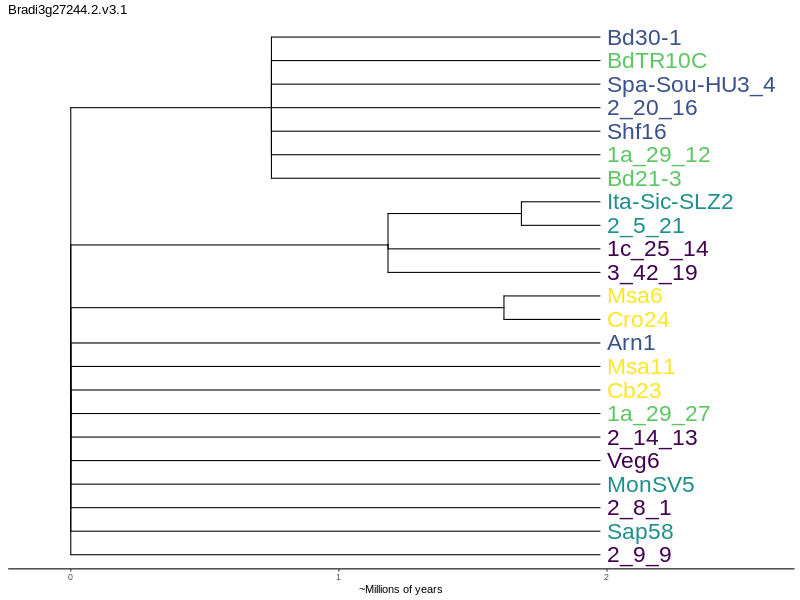 Bradi3g27244.2.v3.1
Bd30-1
BdTR10C
Spa-Sou-HU3_4
2_20_16
Shf16
1a_29_12
Bd21-3
Ita-Sic-SLZ2
2_5_21
1c_25_14
3_42_19
Msa6
Cro24
Arn1
Msa11
Cb23
1a_29_27
2_14_13
Veg6
MonSV5
2_8_1
Sap58
2_9_9
0 1 2
~Millions of years